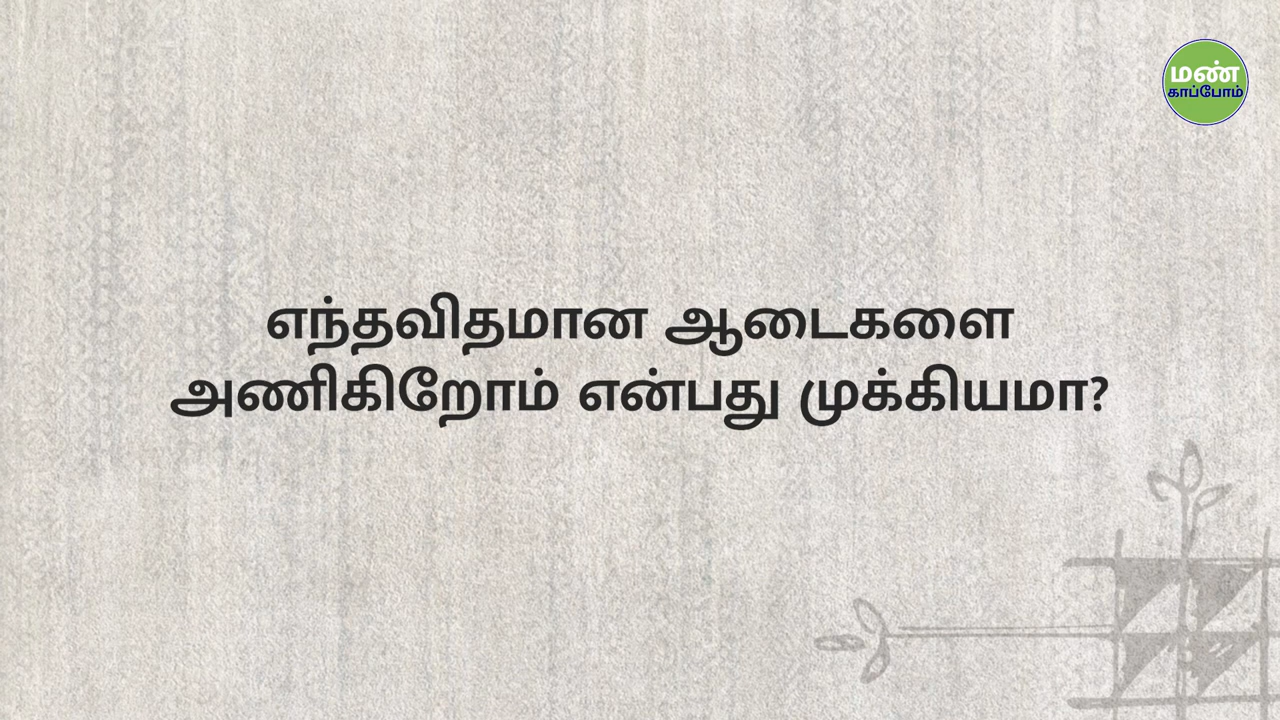 மண்
காப்போம்
எந்தவிதமான ஆடைகளை
அணிகிறோம் என்பது முக்கியமா?